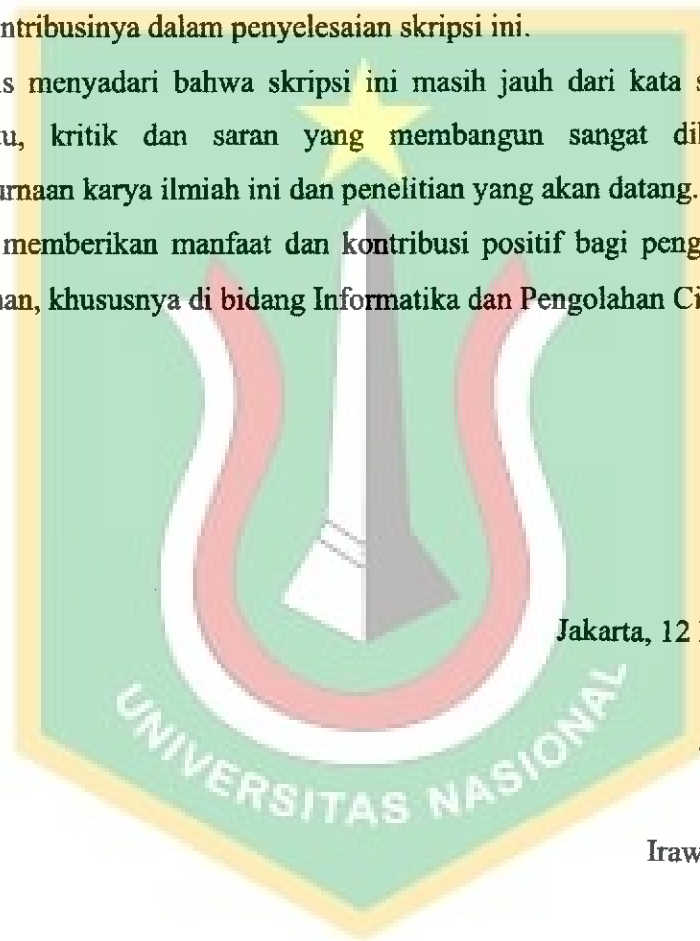 ntribusinya dalam penyelesaian skripsi ini.
s menyadari bahwa skripsi ini masih jauh dari kata s
u, kritik dan saran yang membangun sangat dil
urnaan karya ilmiah ini dan penelitian yang akan datang.
memberikan manfaat dan kontribusi positif bagi peng
nan, khususnya di bidang Informatika dan Pengolahan Ci
Jakarta, 12
Iraw
UNIVERSITAS NASIONAL